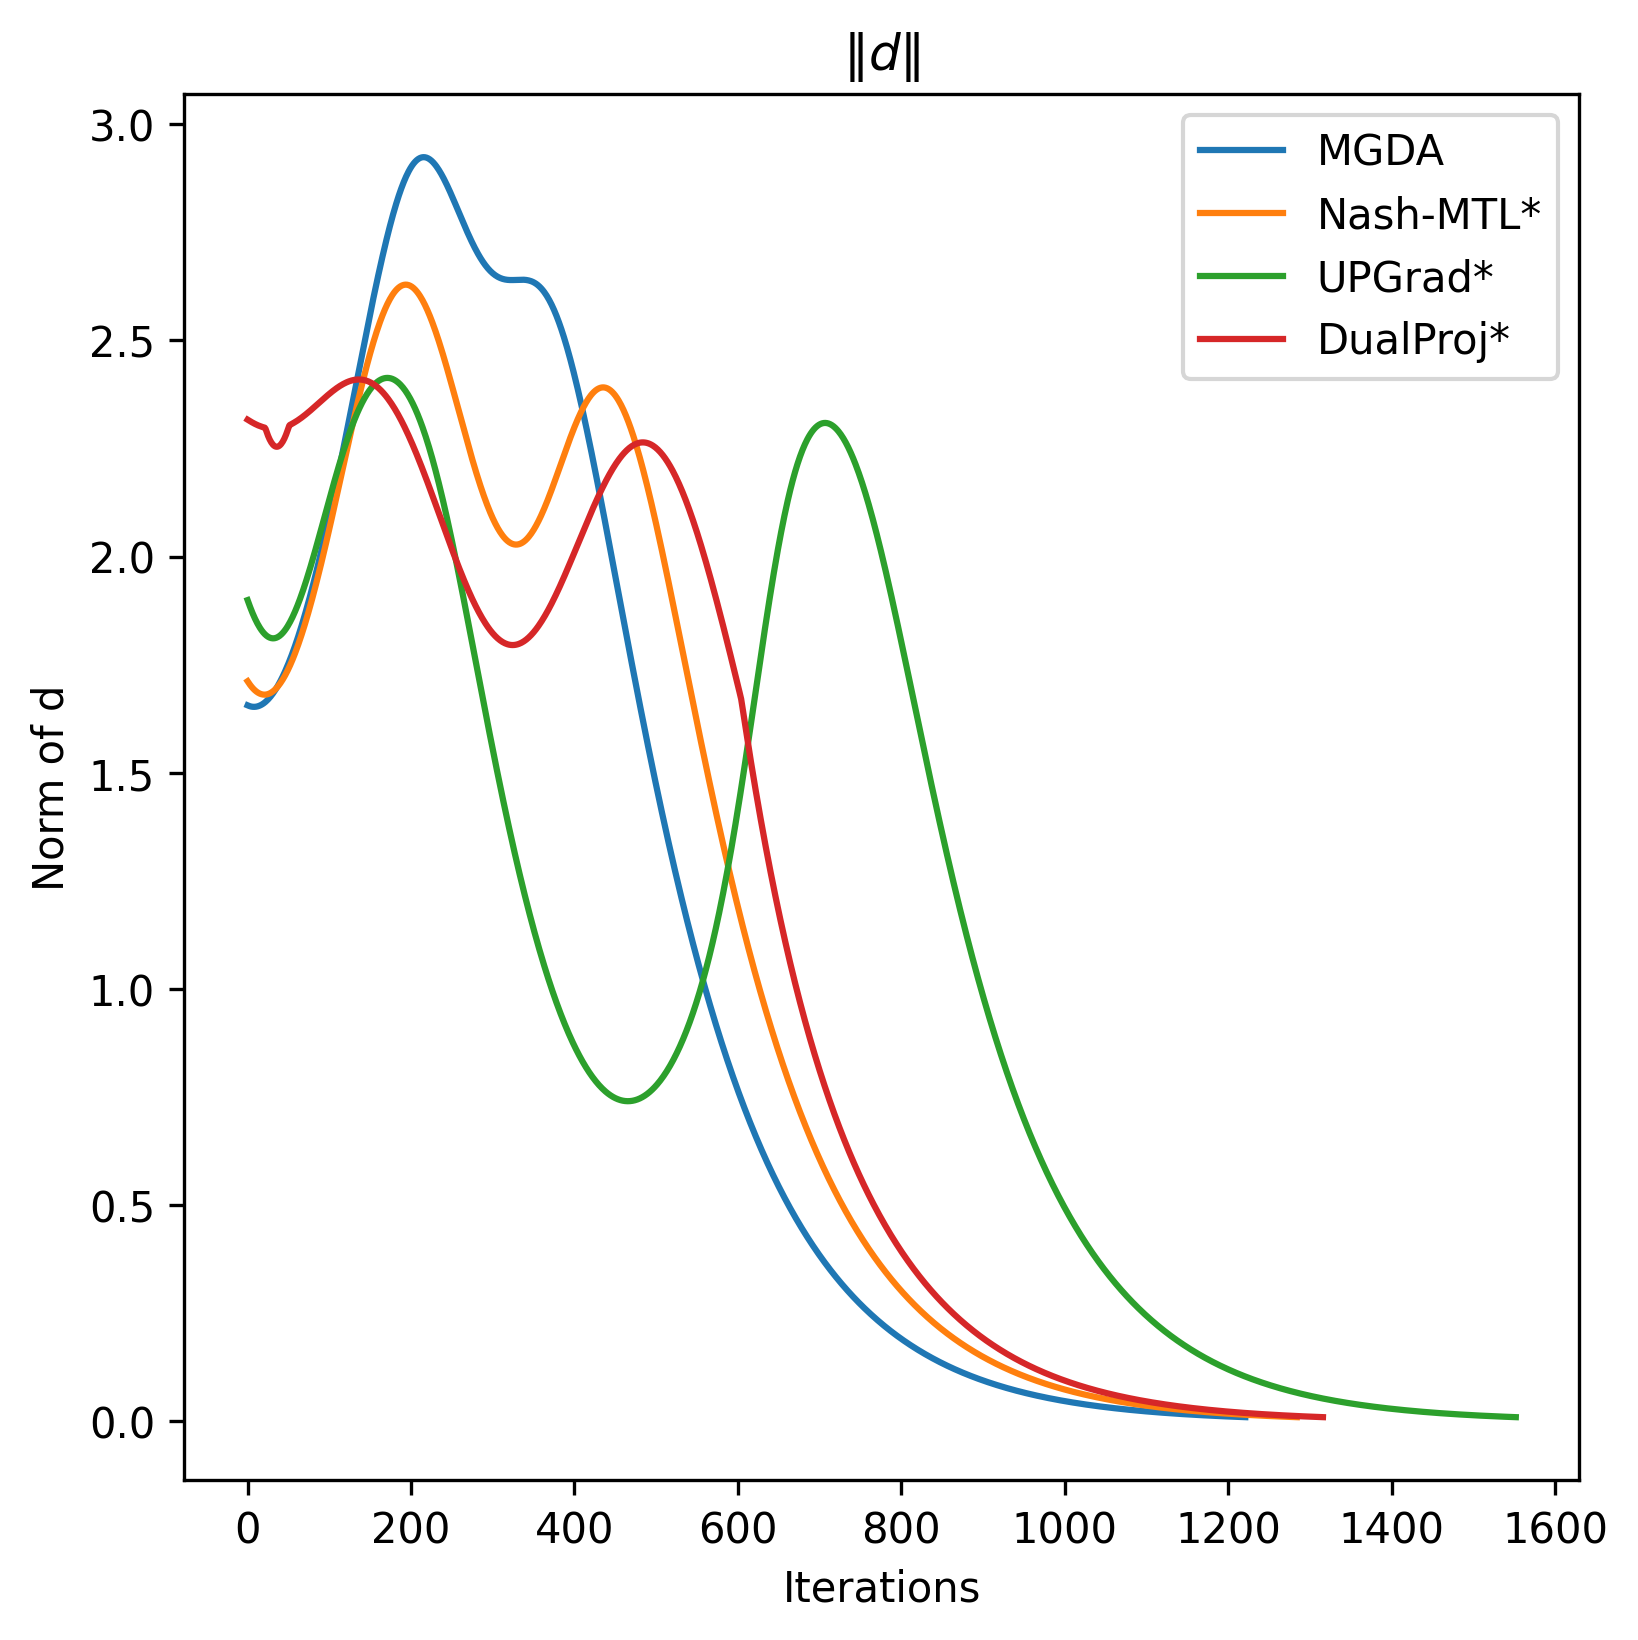 ‖d‖
3.0
2.5
2.0
1.5
1.0
0.5
0.0
Norm of d
MGDA
Nash-MTL*
UPGrad*
DualProj*
0 200 400 600 800 1000 1200 1400 1600
Iterations